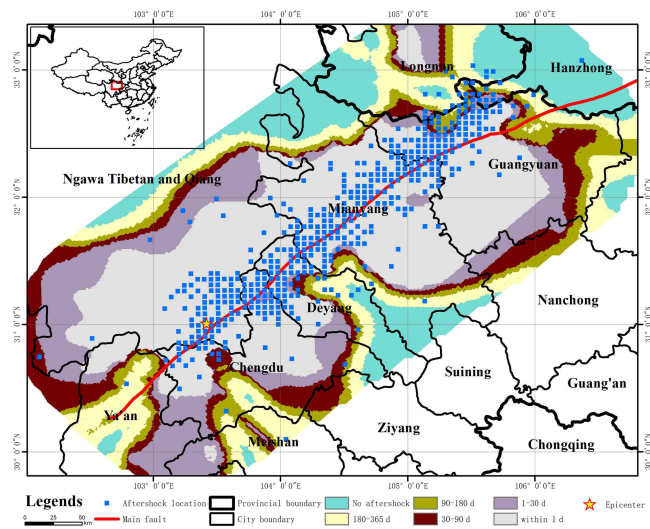 103° 0′0″E 104° 0′0″E 105° 0′0″E 106° 0′0″E
Longnan
Hanzhong
Guangyuan
Ngawa Tibetan and Qiang
Mianyang
Nanchong
Deyang
Suining
Chengdu
Guang'an
Ya'an
Ziyang
Meishan
Chongqing
33° 0′0″N
32° 0′0″N
31° 0′0″N
30° 0′0″N
103° 0′0″E 104° 0′0″E 105° 0′0″E 106° 0′0″E
Legends
Aftershock location Provincial boundary No aftershock 90-180 d 1-30 d Epicenter
Main fault City boundary 180-365 d 30-90 d within 1 d
0 25 50
km